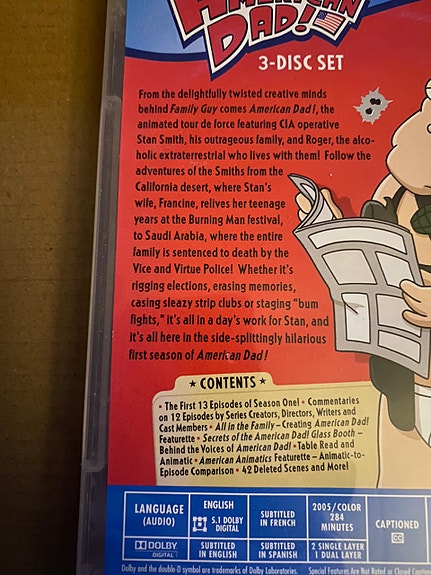 AMERICAN
DAD!
3-DISC SET
From the delightfully twisted creative minds
behind Family Guy comes American Dad!, the
animated tour de force featuring CIA operative
Stan Smith, his outrageous family, and Roger, the alco-
holic extraterrestrial who lives with them! Follow the
adventures of the Smiths from the
California desert, where Stan's
wife, Francine, relives her teenage
years at the Burning Man festival,
to Saudi Arabia, where the entire
family is sentenced to death by the
Vice and Virtue Police! Whether it's
rigging elections, erasing memories,
casing sleazy strip clubs or staging "bum
fights," it's all in a day's work for Stan, and
it's all here in the side-splittingly hilarious
first season of American Dad!
★ CONTENTS ★
• The First 13 Episodes of Season One! • Commentaries
on 12 Episodes by Series Creators, Directors, Writers and
Cast Members • All in the Family – Creating American Dad!
Featurette • Secrets of the American Dad! Glass Booth –
Behind the Voices of American Dad! • Table Read and
Animatic • American Animatics Featurette – Animatic-to-
Episode Comparison • 42 Deleted Scenes and More!
LANGUAGE
(AUDIO)
ENGLISH
5.1 DOLBY
DIGITAL
SUBTITLED
IN FRENCH
2005/COLOR
284
MINUTES
CAPTIONED
CC
DOLBY
DIGITAL
SUBTITLED
IN ENGLISH
SUBTITLED
IN SPANISH
2 SINGLE LAYER
1 DUAL LAYER
Dolby and the double-D symbol are trademarks of Dolby Laboratories. Special Features Are Not Rated or Closed Caption